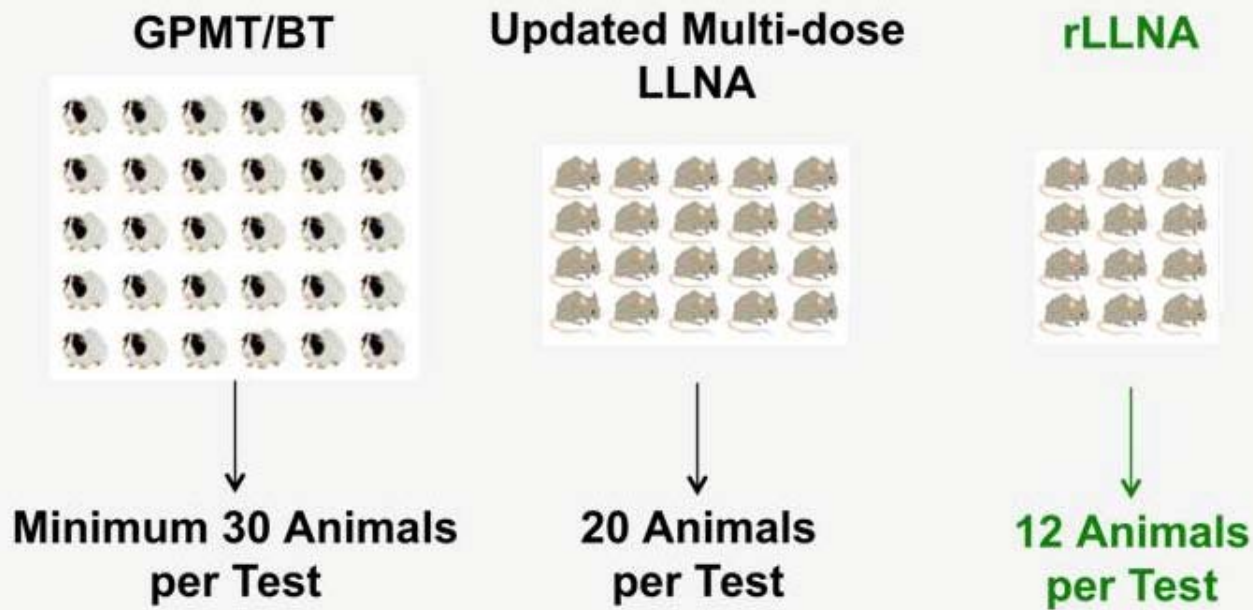 GPMT/BT
Updated Multi-dose
LLNA
rLLNA
Minimum 30 Animals
per Test
20 Animals
per Test
12 Animals
per Test